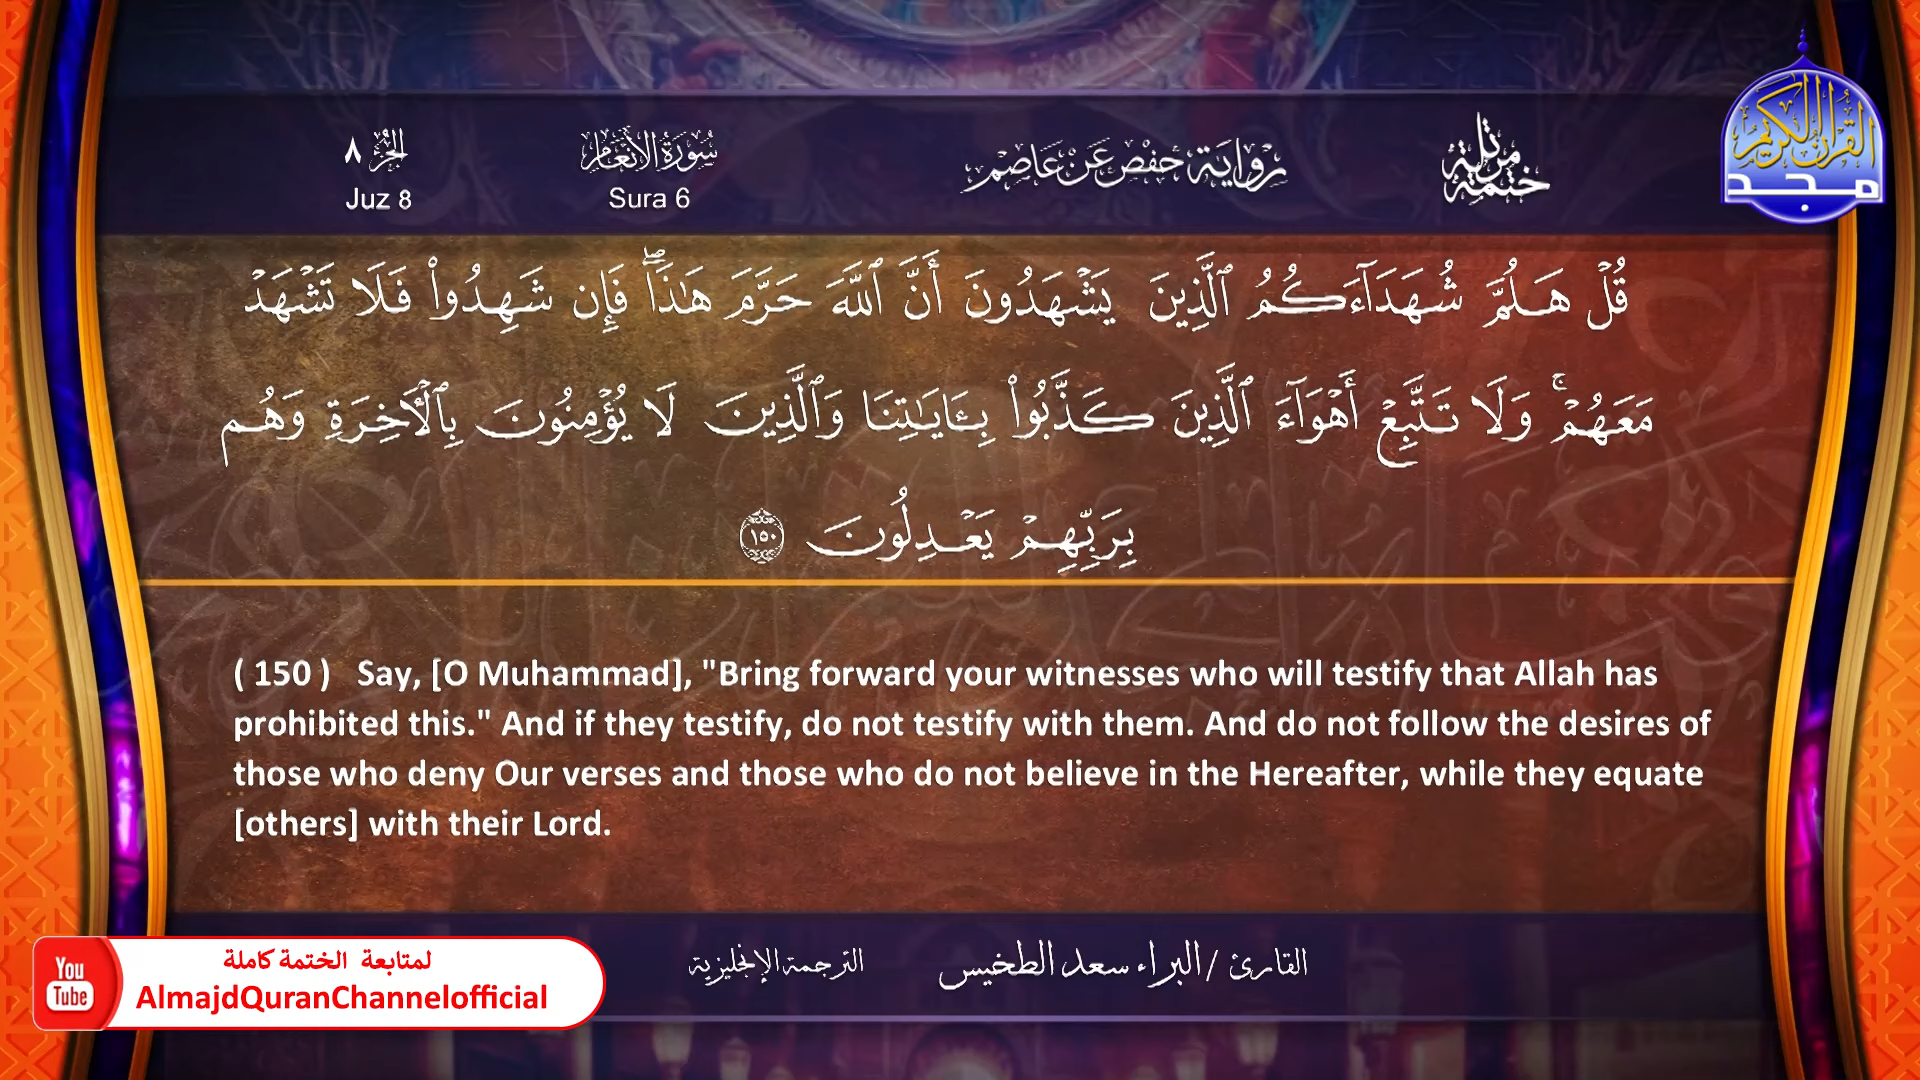 ختمة مرتلة
رواية حفص عن عاصم
سورة الأنعام
Sura 6
الجزء ٨
Juz 8
القرآن الكريم
مجد
قُلْ هَلُمَّ شُهَدَآءَكُمُ ٱلَّذِينَ يَشْهَدُونَ أَنَّ ٱللَّهَ حَرَّمَ هَـٰذَاۖ فَإِن شَهِدُوا۟ فَلَا تَشْهَدْ
مَعَهُمْۚ وَلَا تَتَّبِعْ أَهْوَآءَ ٱلَّذِينَ كَذَّبُوا۟ بِـَٔايَـٰتِنَا وَٱلَّذِينَ لَا يُؤْمِنُونَ بِٱلْـَٔاخِرَةِ وَهُم
بِرَبِّهِمْ يَعْدِلُونَ ١٥٠
( 150 ) Say, [O Muhammad], "Bring forward your witnesses who will testify that Allah has
prohibited this." And if they testify, do not testify with them. And do not follow the desires of
those who deny Our verses and those who do not believe in the Hereafter, while they equate
[others] with their Lord.
القارئ / البراء سعد الطخيس
الترجمة الإنجليزية
You
Tube
لمتابعة الختمة كاملة
AlmajdQuranChannelofficial